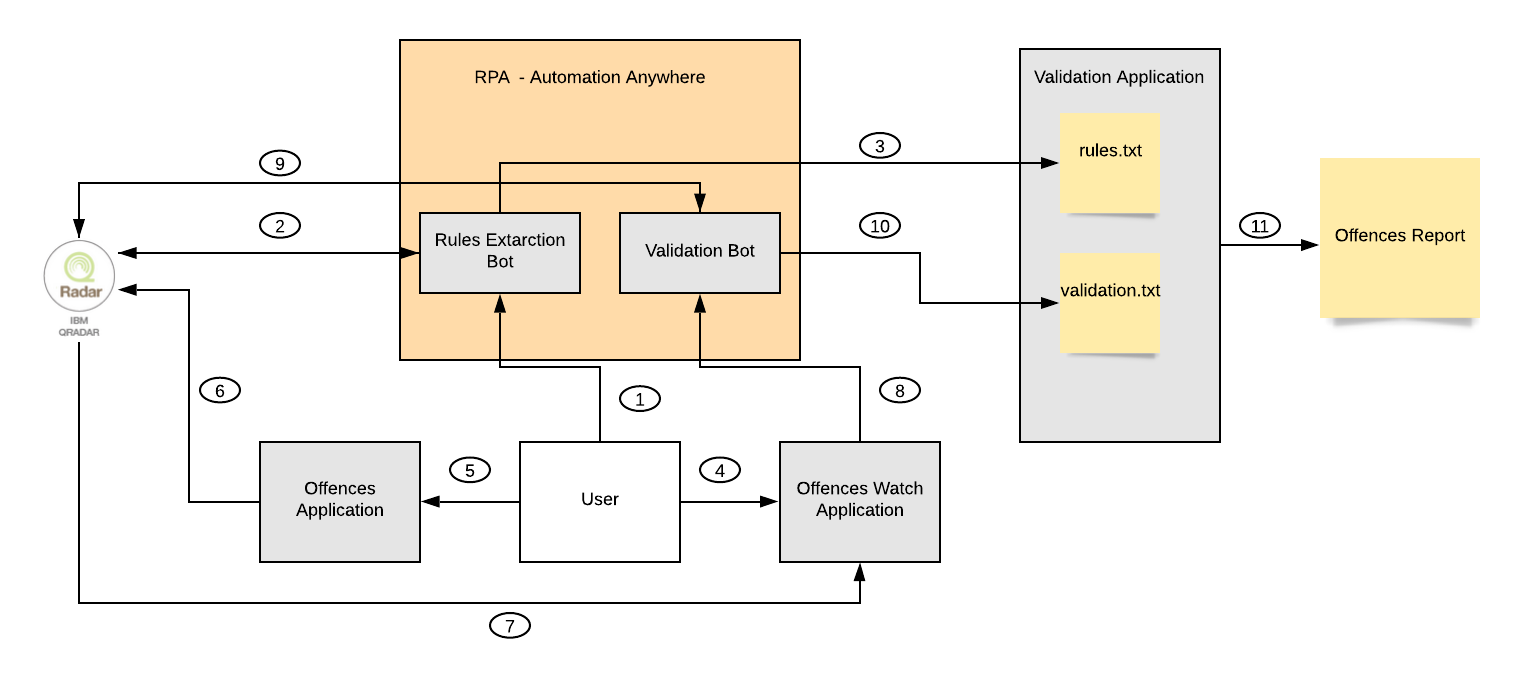 RPA - Automation Anywhere
Validation Application
3
rules.txt
9
2
10
11
Rules Extarction
Bot
Validation Bot
Offences Report
Radar
IBM
QRADAR
validation.txt
6
1
8
5
4
Offences
Application
User
Offences Watch
Application
7